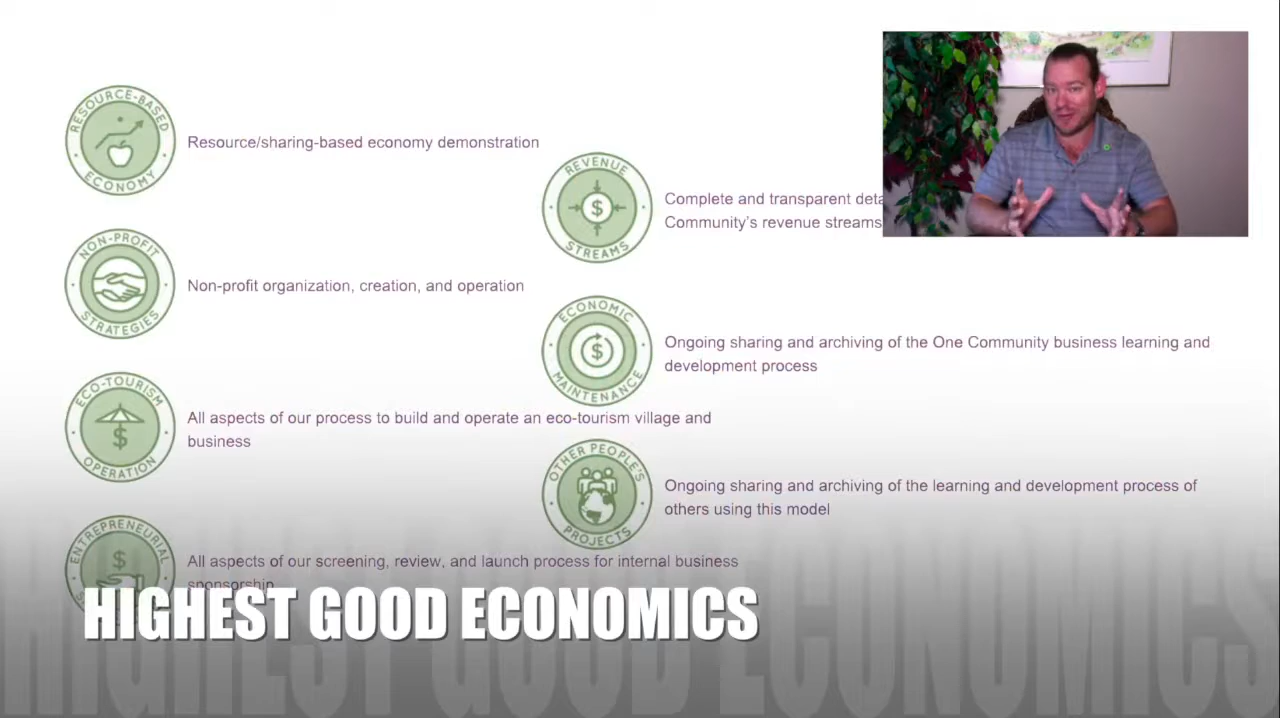 RESOURCE-BASED
ECONOMY
Resource/sharing-based economy demonstration
NON-PROFIT
STRATEGIES
Non-profit organization, creation, and operation
ECO-TOURISM
$
OPERATION
All aspects of our process to build and operate an eco-tourism village and
business
ENTREPRENEURIAL
$
All aspects of our screening, review, and launch process for internal business
sponsorship
REVENUE
$
STREAMS
Complete and transparent
Community's revenue streams
ECONOMIC
$
MAINTENANCE
Ongoing sharing and archiving of the One Community business learning and
development process
OTHER PEOPLE'S
PROJECTS
Ongoing sharing and archiving of the learning and development process of
others using this model
HIGHEST GOOD ECONOMICS
HIGHEST GOOD ECONOMICS